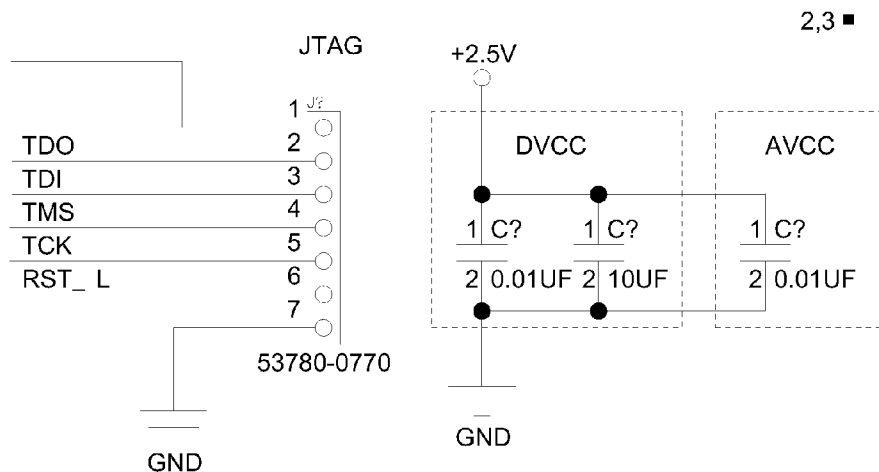 2,3
JTAG
+2.5V
1 J?
TDO 2
TDI 3
TMS 4
TCK 5
RST_ L 6
7
53780-0770
GND
DVCC
AVCC
1 C?
2 0.01UF
1 C?
2 10UF
1 C?
2 0.01UF
GND